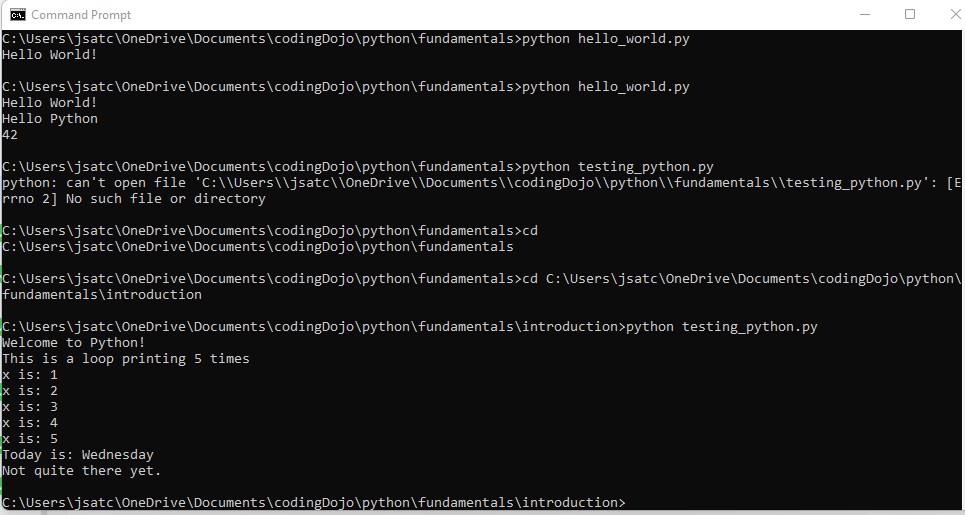 Command Prompt
C:\Users\jsatc\OneDrive\Documents\codingDojo\python\fundamentals>python hello_world.py
Hello World!
C:\Users\jsatc\OneDrive\Documents\codingDojo\python\fundamentals>python hello_world.py
Hello World!
Hello Python
42
C:\Users\jsatc\OneDrive\Documents\codingDojo\python\fundamentals>python testing_python.py
python: can't open file 'C:\\Users\\jsatc\\OneDrive\\Documents\\codingDojo\\python\\fundamentals\\testing_python.py': [E
rrno 2] No such file or directory
C:\Users\jsatc\OneDrive\Documents\codingDojo\python\fundamentals>cd
C:\Users\jsatc\OneDrive\Documents\codingDojo\python\fundamentals
C:\Users\jsatc\OneDrive\Documents\codingDojo\python\fundamentals>cd C:\Users\jsatc\OneDrive\Documents\codingDojo\python\
fundamentals\introduction
C:\Users\jsatc\OneDrive\Documents\codingDojo\python\fundamentals\introduction>python testing_python.py
Welcome to Python!
This is a loop printing 5 times
x is: 1
x is: 2
x is: 3
x is: 4
x is: 5
Today is: Wednesday
Not quite there yet.
C:\Users\jsatc\OneDrive\Documents\codingDojo\python\fundamentals\introduction>